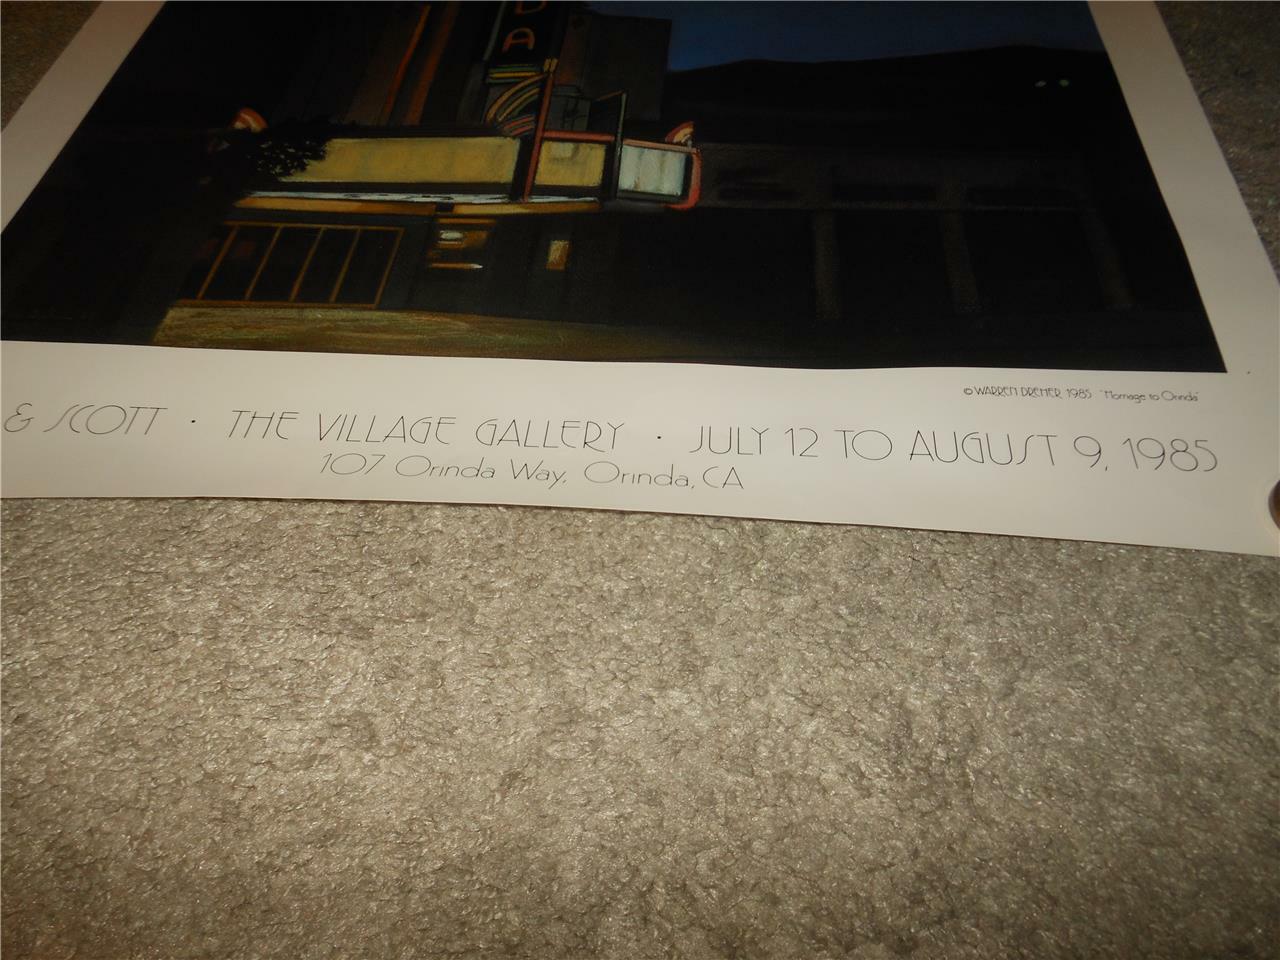 D
A
© WARREN DREHER 1985 "Homage to Orinda"
& SCOTT · THE VILLAGE GALLERY · JULY 12 TO AUGUST 9, 1985
107 Orinda Way, Orinda, CA